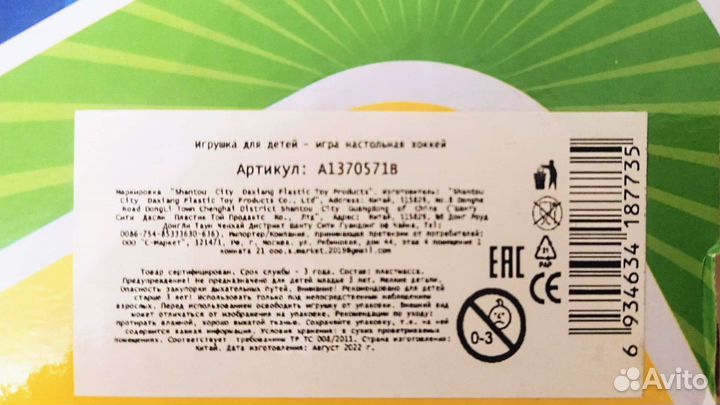 игрушка для детей - игра настольная хоккей
Артикул: A1370571B
Маркировка "Shantou City Daxiang Plastic Toy Products". изготовитель: "Shantou
City Daxiang Plastic Toy Products Co., Ltd", Address: Китай, 515829, No.8 Dongma
Road DongLi Town Chenghai District Shantou City Guangdong of China ("Шанту
Сити Дасян Пластик Той Продактс Ко., Лтд", Адрес: Китай, 515829, №8 Донг Роуд
Донгли Таун Ченхай Дистрикт Шанту Сити Гуандонг оф Чайна, Тел:
0086-754-85333630-636). Импортер/Компания, принимающая претензии от потребителей:
ООО "С-Маркет", 121471, РФ, г. Москва, ул. Рябиновая, дом 44, этаж 4 помещение 1
комната 21 ooo.s.market.2019@gmail.com
Товар сертифицирован. Срок службы - 3 года. Состав: пластмасса.
Предупреждение! Не предназначено для детей младше 3 лет. Мелкие детали.
Опасность закупорки дыхательных путей. Внимание! Рекомендовано для детей
старше 3 лет! Использовать только под непосредственным наблюдением
взрослых. Перед использованием освободить игрушку от упаковки. Внешний вид
может отличаться от изображения на упаковке. Рекомендации по уходу:
протирать влажной, хорошо выжатой тканью. Сохраняйте упаковку, т.к. на ней
содержится важная информация. Условия хранения: в сухих проветриваемых
помещениях. Соответствует требованиям ТР ТС 008/2011. Страна изготовления:
Китай. Дата изготовления: Август 2022 г.
PAP
EAC
CE
0-3
6 934634 187735
Avito